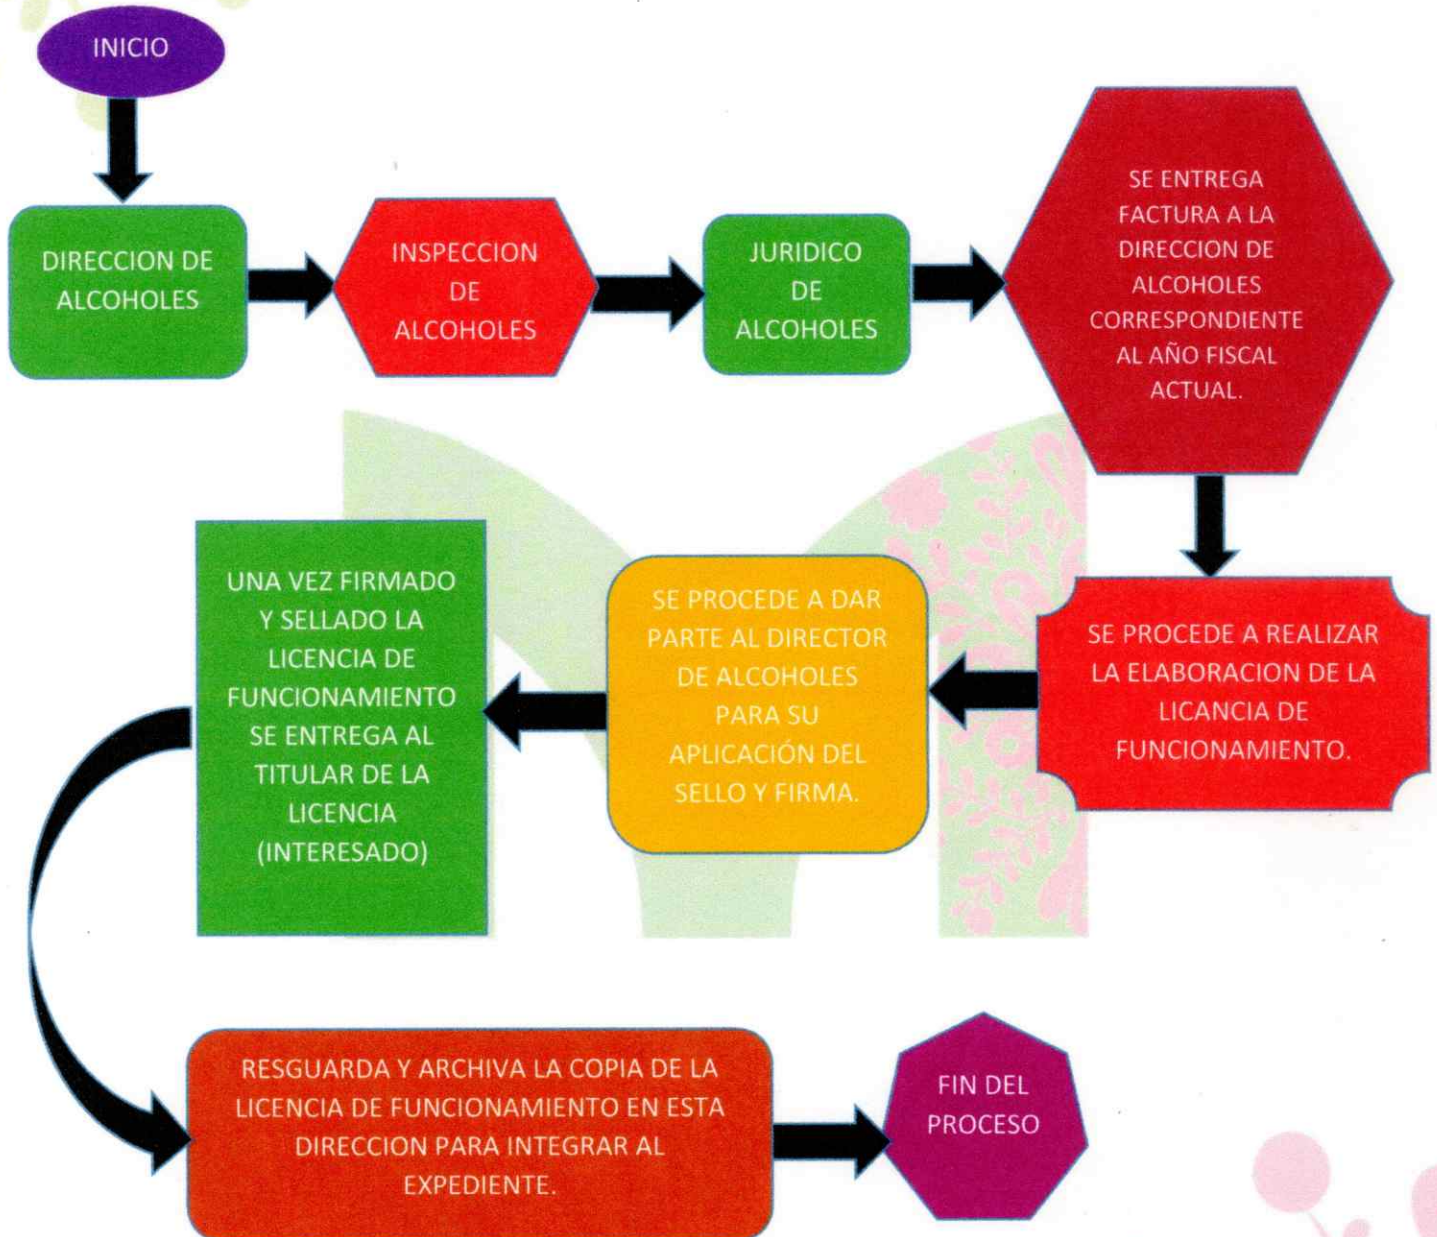 INICIO
DIRECCION DE
ALCOHOLES
INSPECCION
DE
ALCOHOLES
JURIDICO
DE
ALCOHOLES
SE ENTREGA
FACTURA A LA
DIRECCION DE
ALCOHOLES
CORRESPONDIENTE
AL AÑO FISCAL
ACTUAL.
SE PROCEDE A REALIZAR
LA ELABORACION DE LA
LICANCIA DE
FUNCIONAMIENTO.
SE PROCEDE A DAR
PARTE AL DIRECTOR
DE ALCOHOLES
PARA SU
APLICACIÓN DEL
SELLO Y FIRMA.
UNA VEZ FIRMADO
Y SELLADO LA
LICENCIA DE
FUNCIONAMIENTO
SE ENTREGA AL
TITULAR DE LA
LICENCIA
(INTERESADO)
RESGUARDA Y ARCHIVA LA COPIA DE LA
LICENCIA DE FUNCIONAMIENTO EN ESTA
DIRECCION PARA INTEGRAR AL
EXPEDIENTE.
FIN DEL
PROCESO